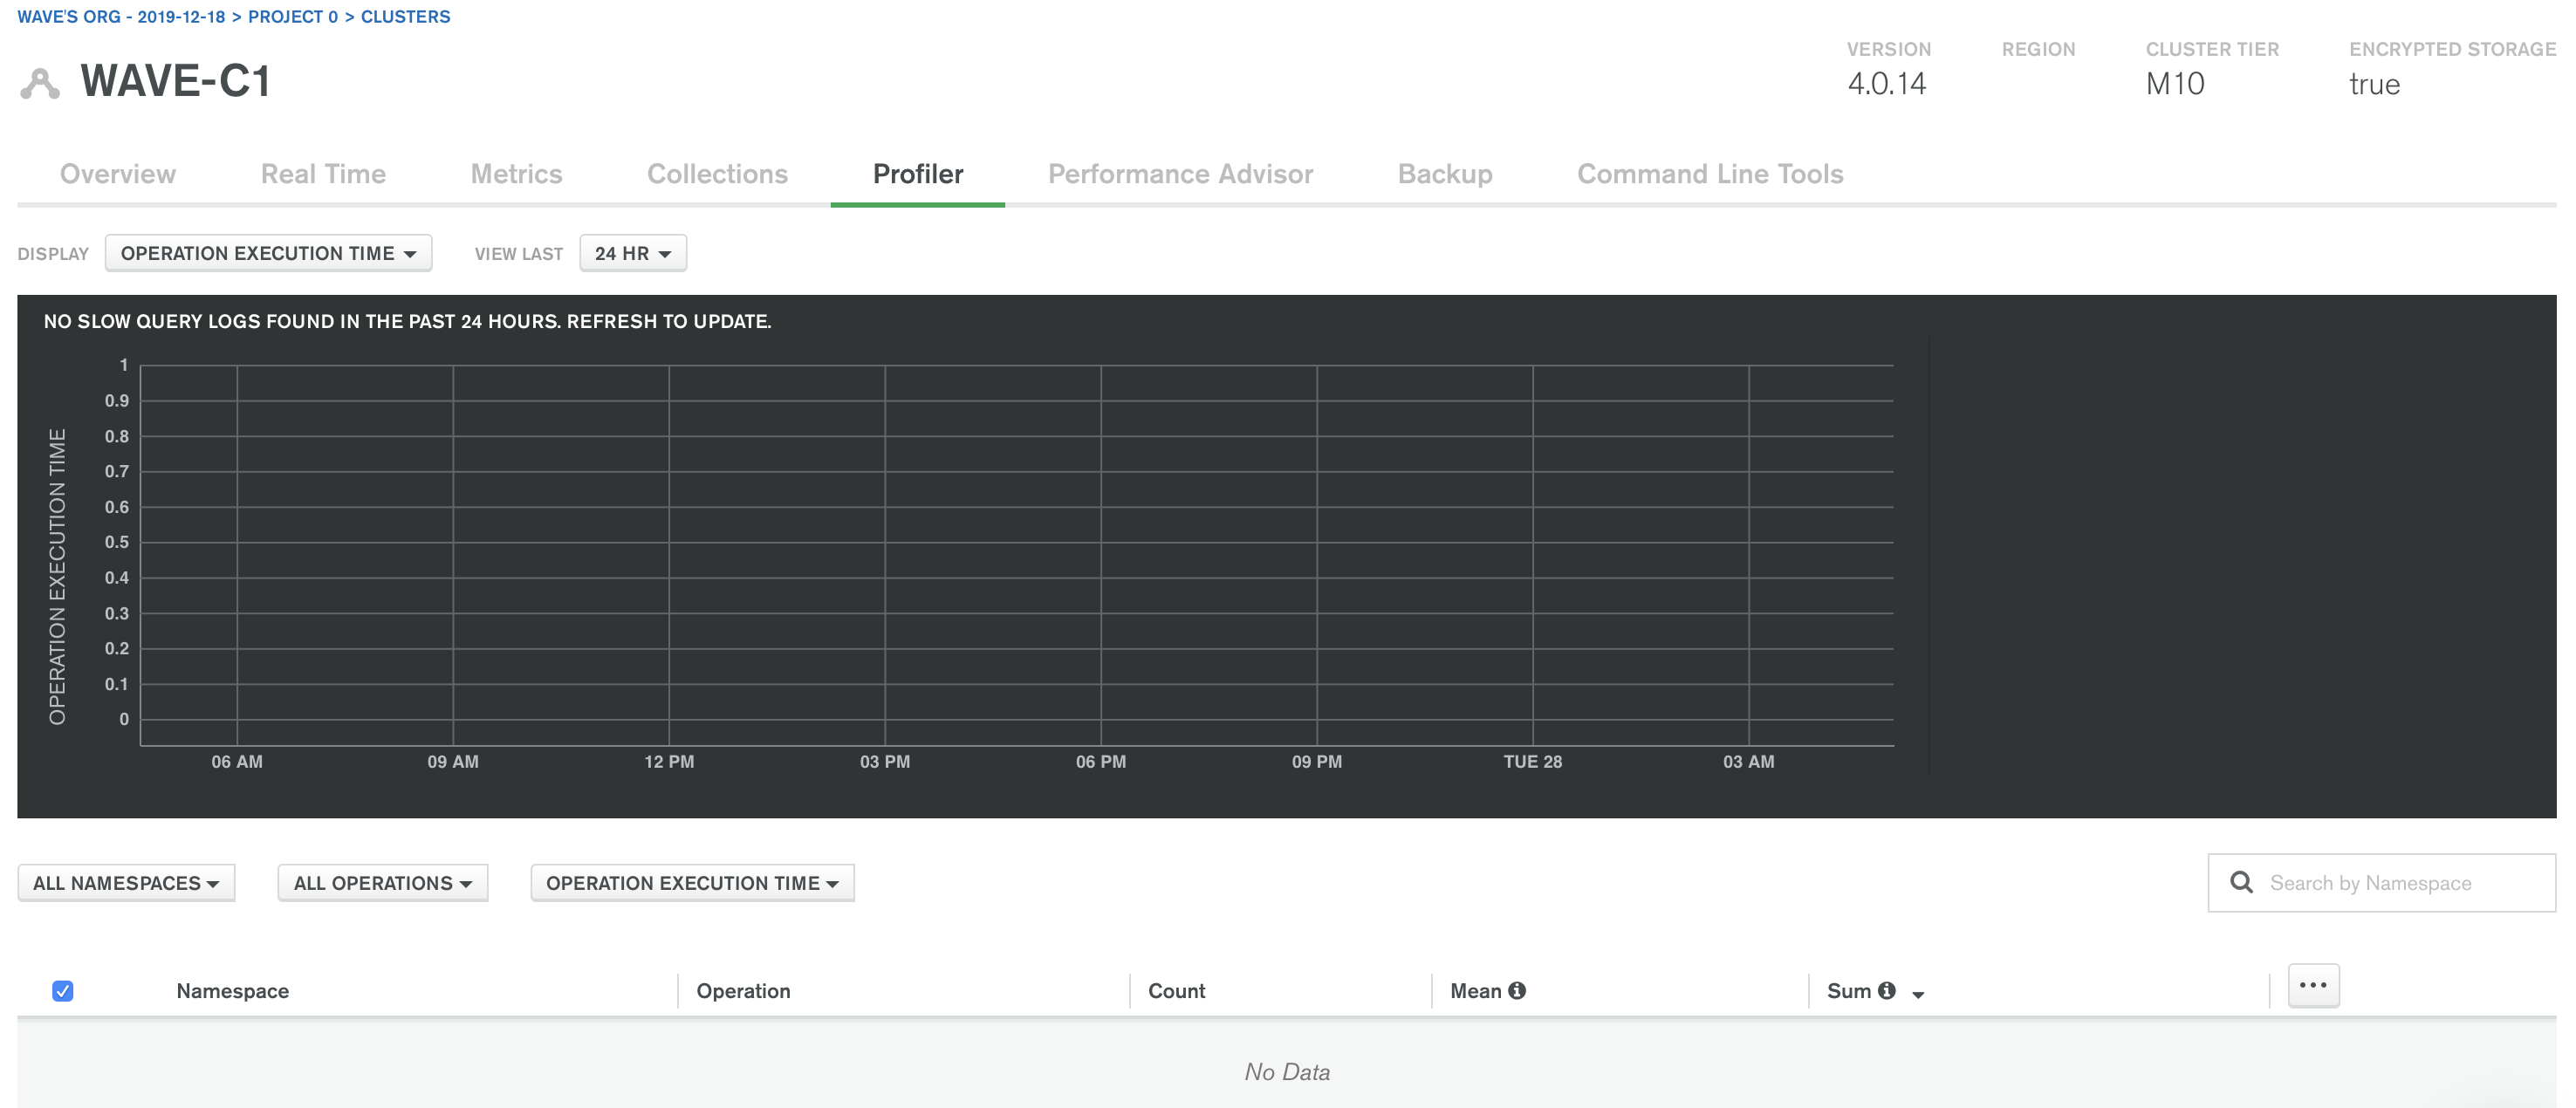 WAVE'S ORG - 2019-12-18 > PROJECT 0 > CLUSTERS
WAVE-C1
VERSION
4.0.14
REGION
CLUSTER TIER
M10
ENCRYPTED STORAGE
true
Overview Real Time Metrics Collections Profiler Performance Advisor Backup Command Line Tools
DISPLAY OPERATION EXECUTION TIME VIEW LAST 24 HR
NO SLOW QUERY LOGS FOUND IN THE PAST 24 HOURS. REFRESH TO UPDATE.
OPERATION EXECUTION TIME
1
0.9
0.8
0.7
0.6
0.5
0.4
0.3
0.2
0.1
0
06 AM 09 AM 12 PM 03 PM 06 PM 09 PM TUE 28 03 AM
ALL NAMESPACES ALL OPERATIONS OPERATION EXECUTION TIME Search by Namespace
Namespace Operation Count Mean Sum ...
No Data